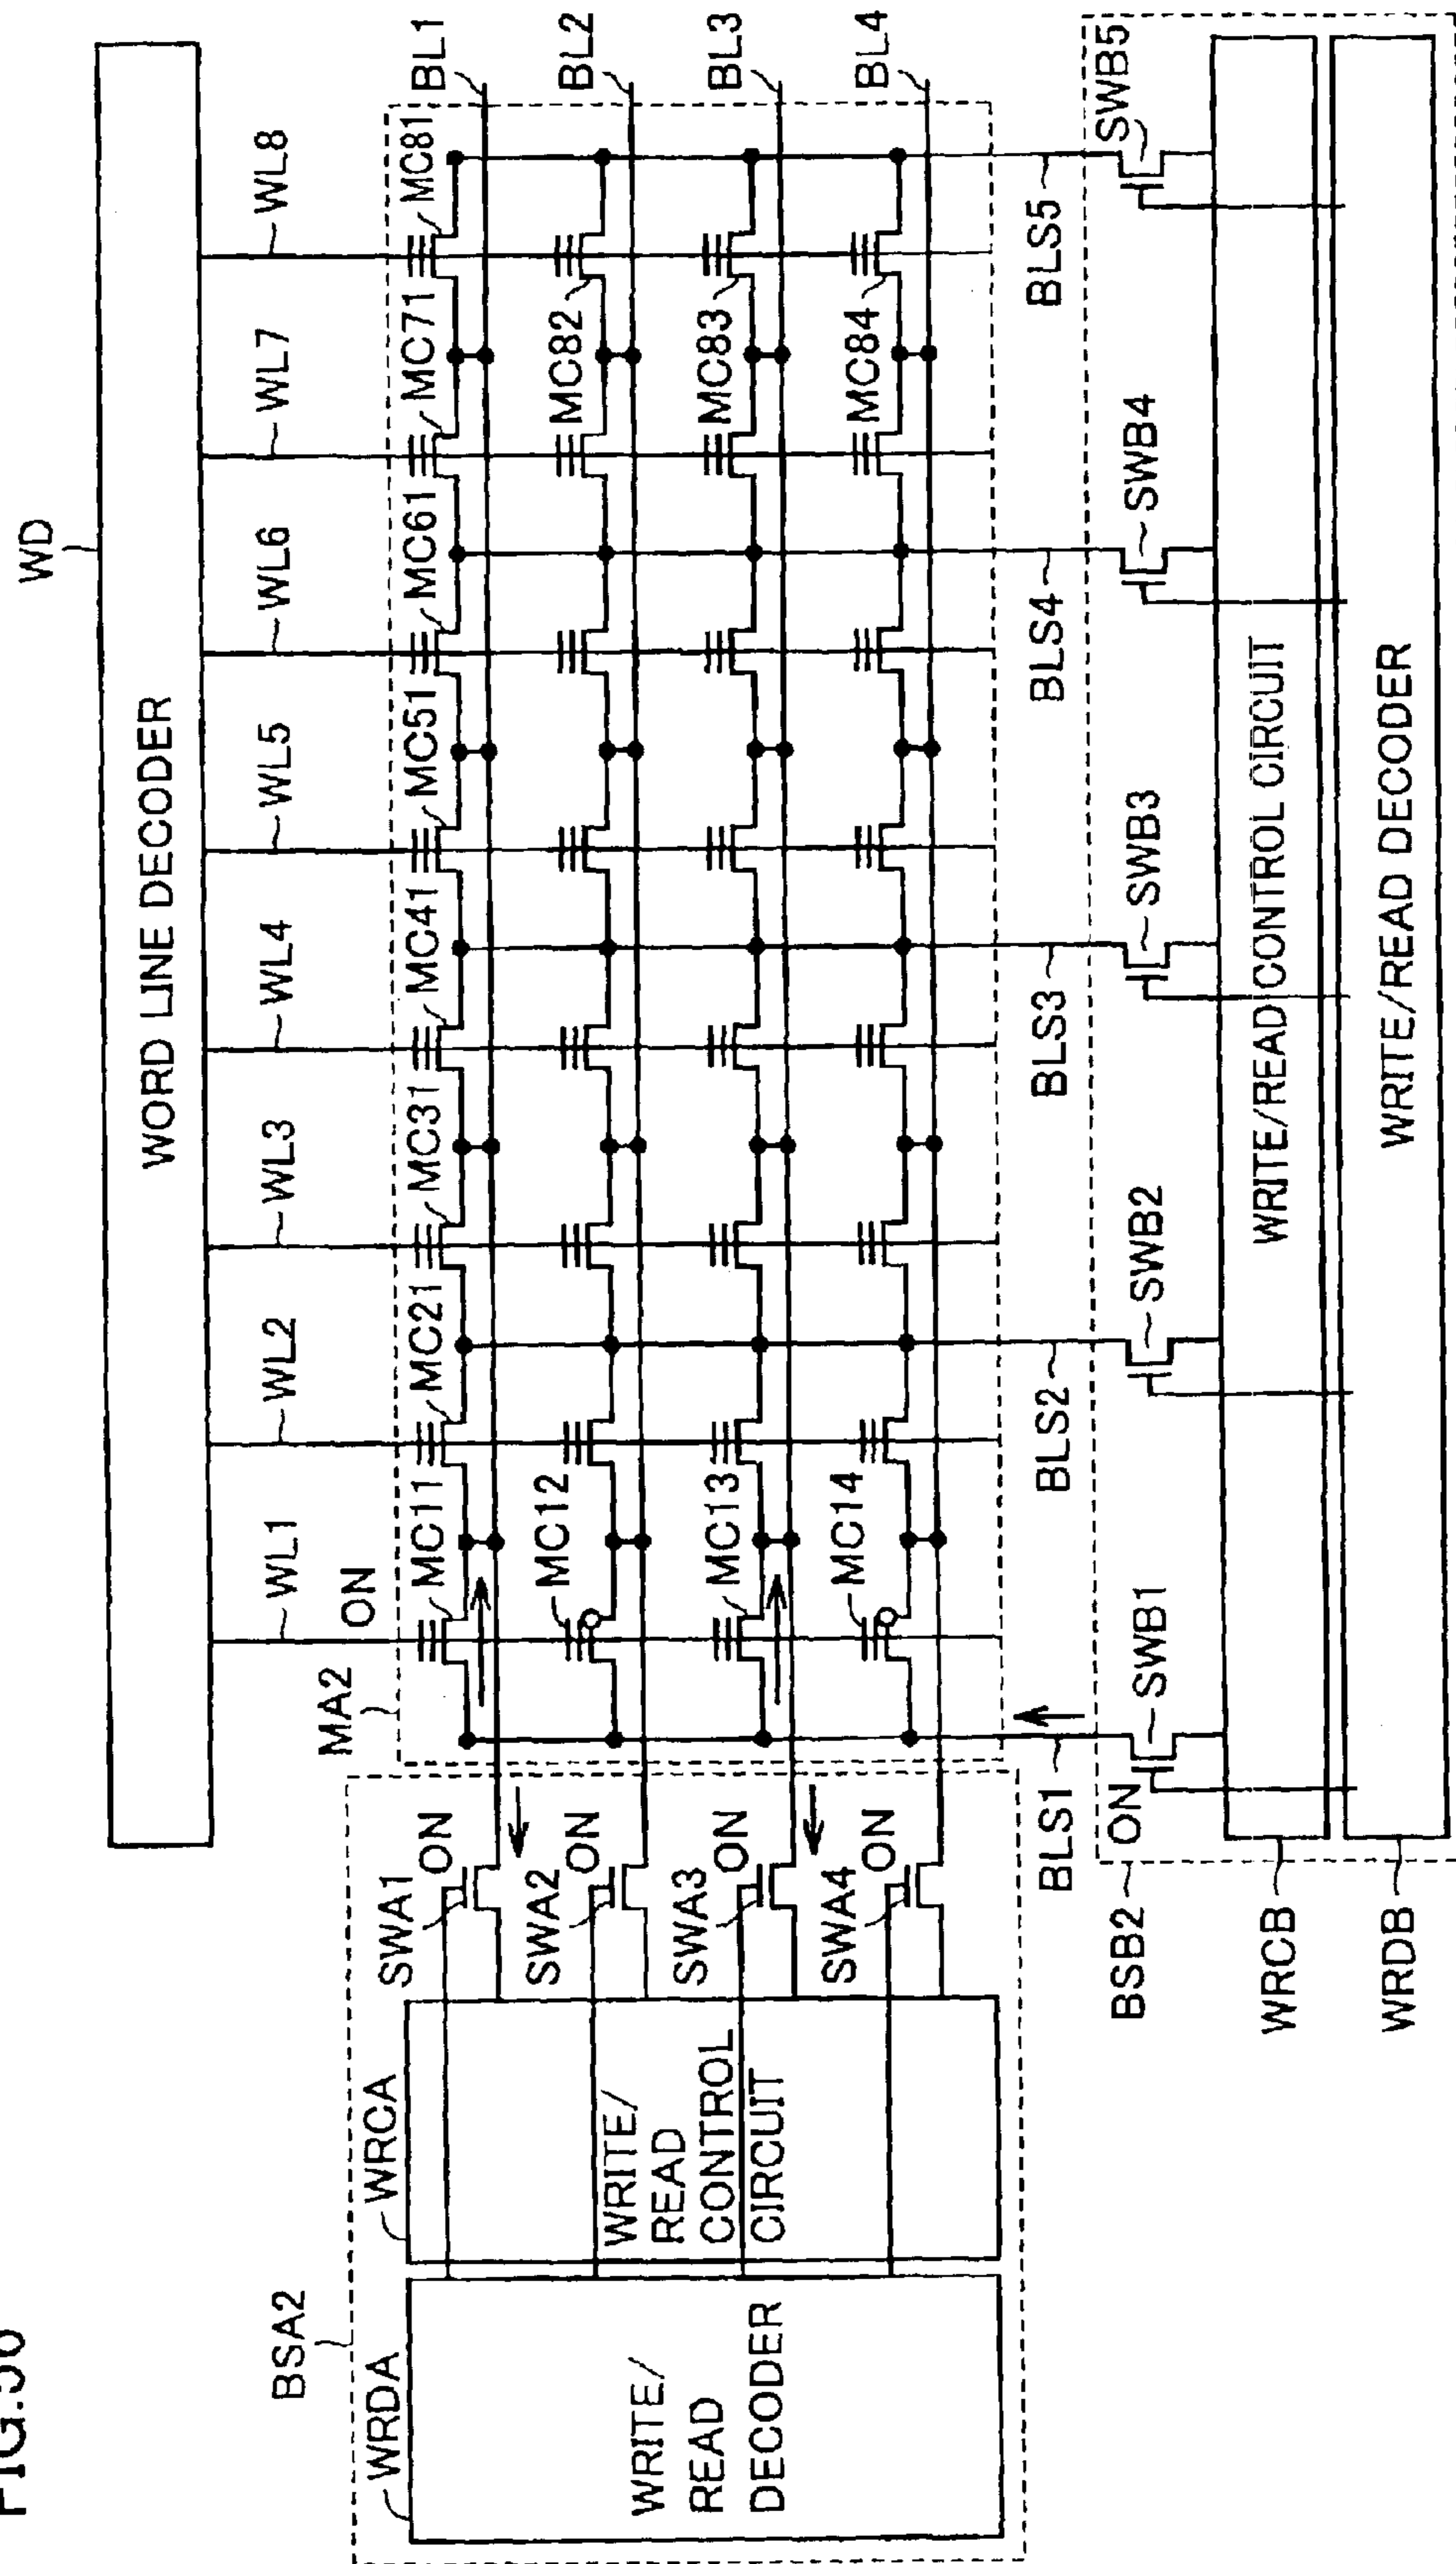 FIG.56
WD
WORD LINE DECODER
WL1
WL2
WL3
WL4
WL5
WL6
WL7
WL8
MA2
ON
MC11
MC21
MC31
MC41
MC51
MC61
MC71
MC81
BL1
BSA2
WRDA
WRCA
SWA1
ON
MC12
MC82
BL2
SWA2
ON
MC13
MC83
BL3
SWA3
ON
MC14
MC84
BL4
SWA4
ON
WRITE/
READ
DECODER
WRITE/
READ
CONTROL
CIRCUIT
BLS1
BLS2
BLS3
BLS4
BLS5
BSB2
ON
SWB1
SWB2
SWB3
SWB4
SWB5
WRCB
WRITE/READ CONTROL CIRCUIT
WRDB
WRITE/READ DECODER